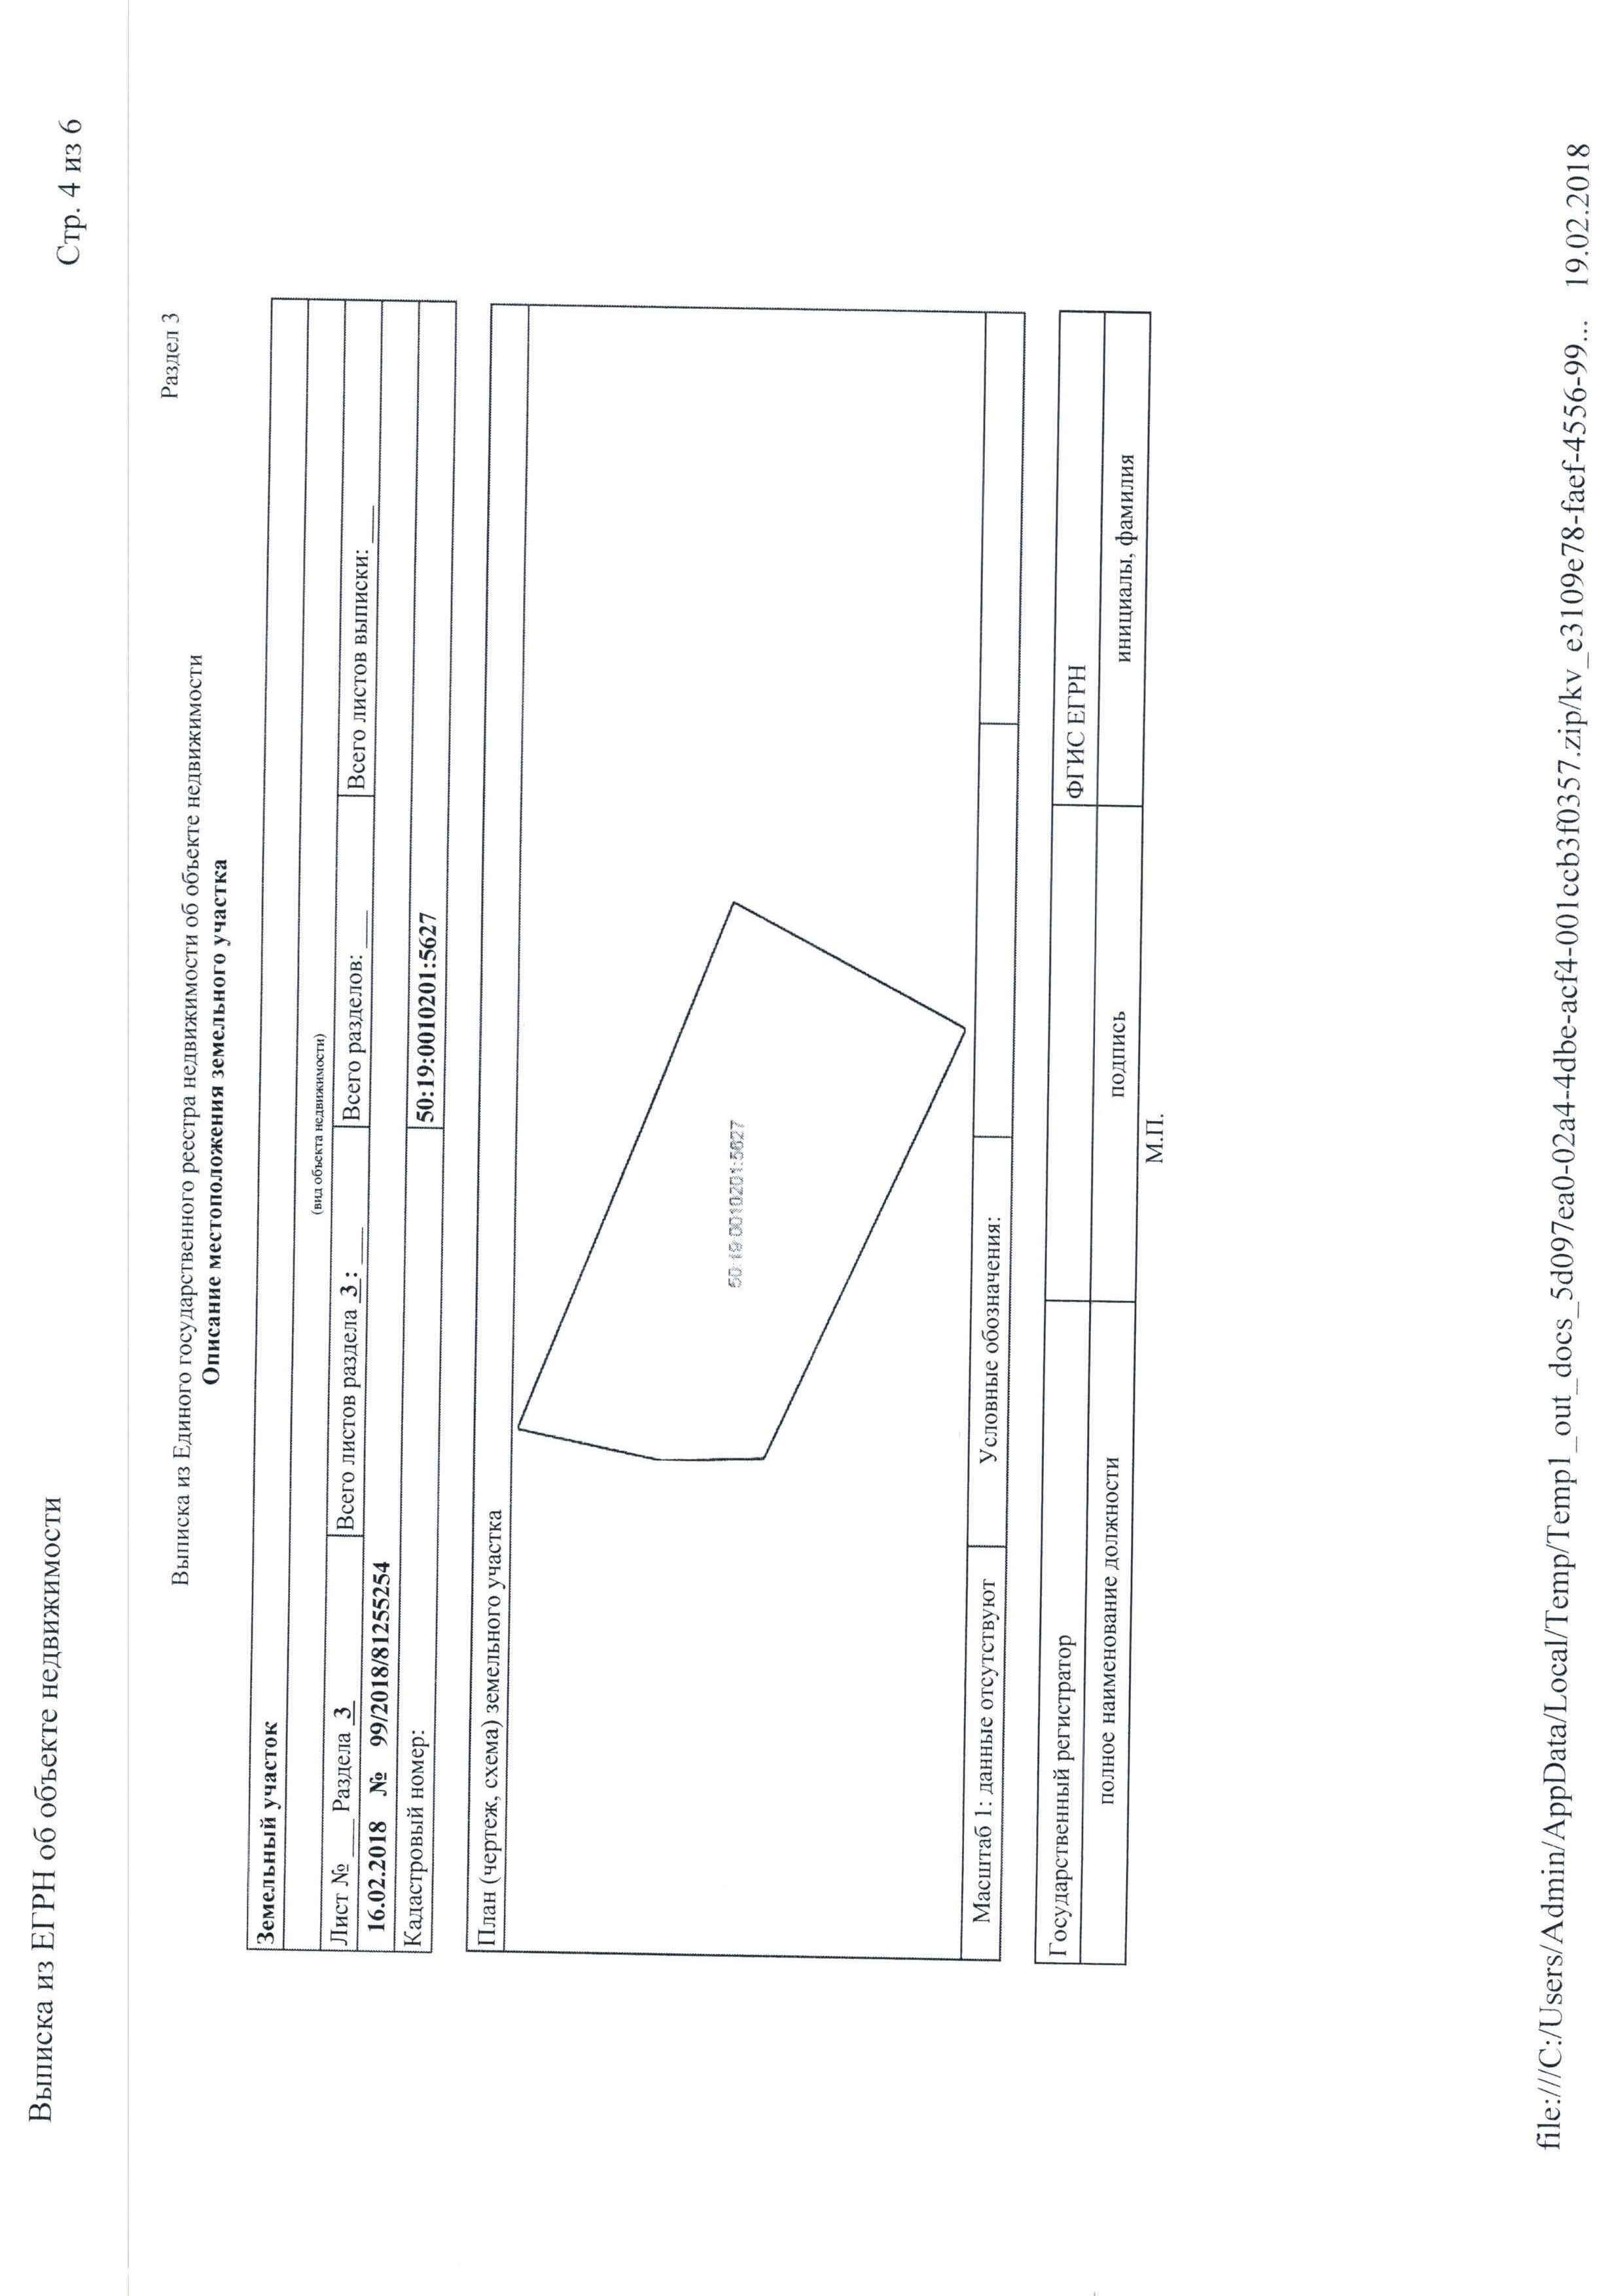 Выписка из ЕГРН об объекте недвижимости
Стр. 4 из 6
Раздел 3
Выписка из Единого государственного реестра недвижимости об объекте недвижимости
Описание местоположения земельного участка
Земельный участок
(вид объекта недвижимости)
Лист № ___ Раздела 3 Всего листов раздела 3 : ___ Всего разделов: ___ Всего листов выписки: ___
16.02.2018 № 99/2018/81255254
Кадастровый номер: 50:19:0010201:5627
План (чертеж, схема) земельного участка
50:19:0010201:5627
Масштаб 1: данные отсутствуют Условные обозначения:
Государственный регистратор ФГИС ЕГРН
полное наименование должности подпись инициалы, фамилия
М.П.
file:///C:/Users/Admin/AppData/Local/Temp/Temp1_out_docs_5d097ea0-02a4-4dbe-acf4-001ccb3f0357.zip/kv_e3109e78-faef-4556-99... 19.02.2018